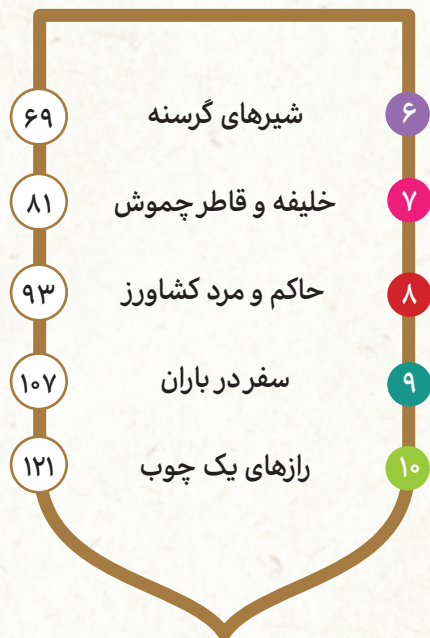 ۶ شیرهای گرسنه ۶۹
۷ خلیفه و قاطر چموش ۸۱
۸ حاکم و مرد کشاورز ۹۳
۹ سفر در باران ۱۰۷
۱۰ رازهای یک چوب ۱۲۱